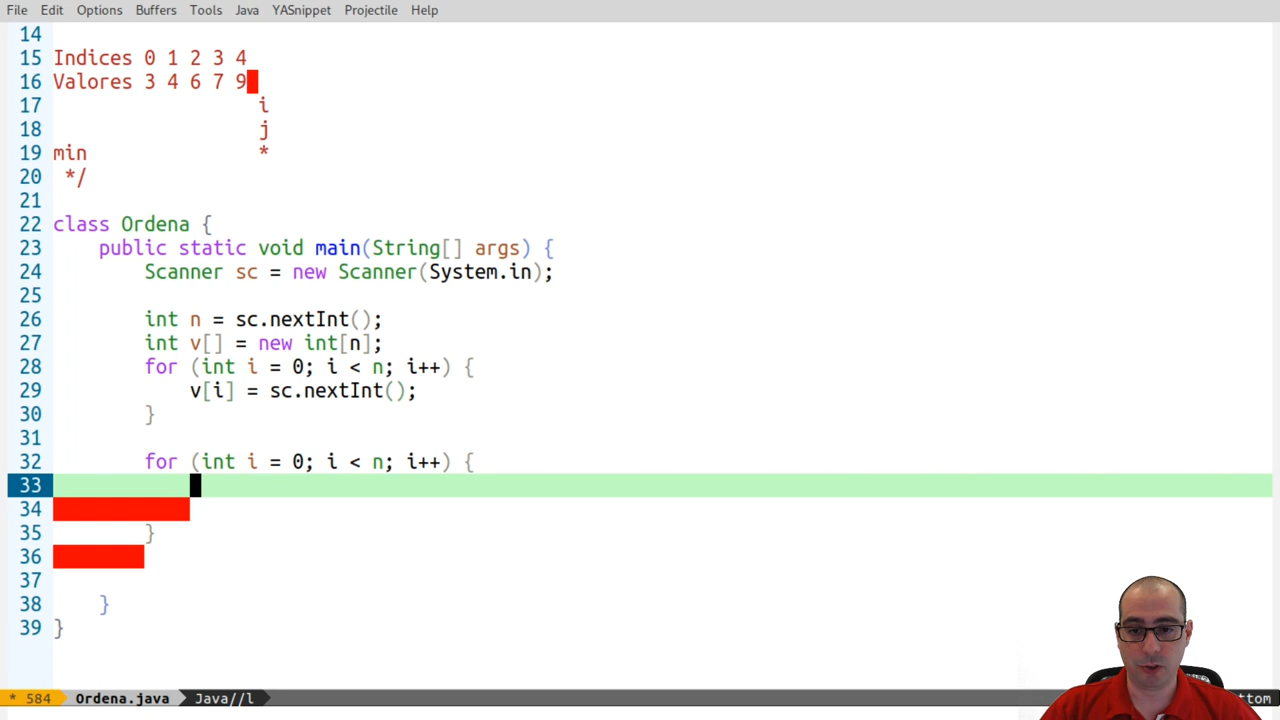 File Edit Options Buffers Tools Java YASnippet Projectile Help
14
15 Indices 0 1 2 3 4
16 Valores 3 4 6 7 9
17 i
18 j
19 min *
20 */
21
22 class Ordena {
23 public static void main(String[] args) {
24 Scanner sc = new Scanner(System.in);
25
26 int n = sc.nextInt();
27 int v[] = new int[n];
28 for (int i = 0; i < n; i++) {
29 v[i] = sc.nextInt();
30 }
31
32 for (int i = 0; i < n; i++) {
33
34
35 }
36
37
38 }
39 }
* 584 Ordena.java Java//l ttom